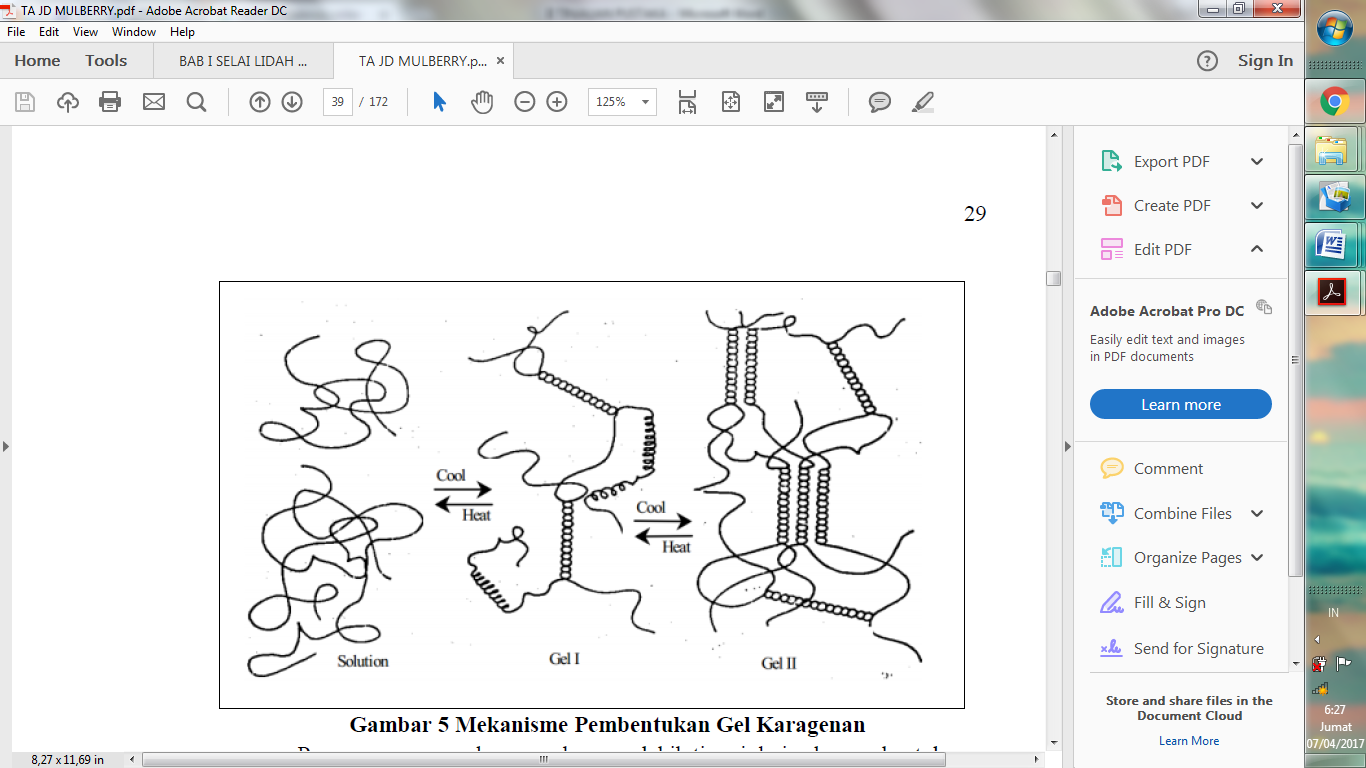 TA JD MULBERRY.pdf - Adobe Acrobat Reader DC
File Edit View Window Help
Home Tools BAB I SELAI LIDAH ... TA JD MULBERRY.p... × Sign In
39 / 172 125%
29
Cool
Heat
Cool
Heat
Solution
Gel I
Gel II
Gambar 5 Mekanisme Pembentukan Gel Karagenan
8,27 x 11,69 in
Export PDF
Create PDF
Edit PDF
Adobe Acrobat Pro DC
Easily edit text and images
in PDF documents
Learn more
Comment
Combine Files
Organize Pages
Fill & Sign
Send for Signature
Store and share files in the
Document Cloud
Learn More
IN
6:27
Jumat
07/04/2017